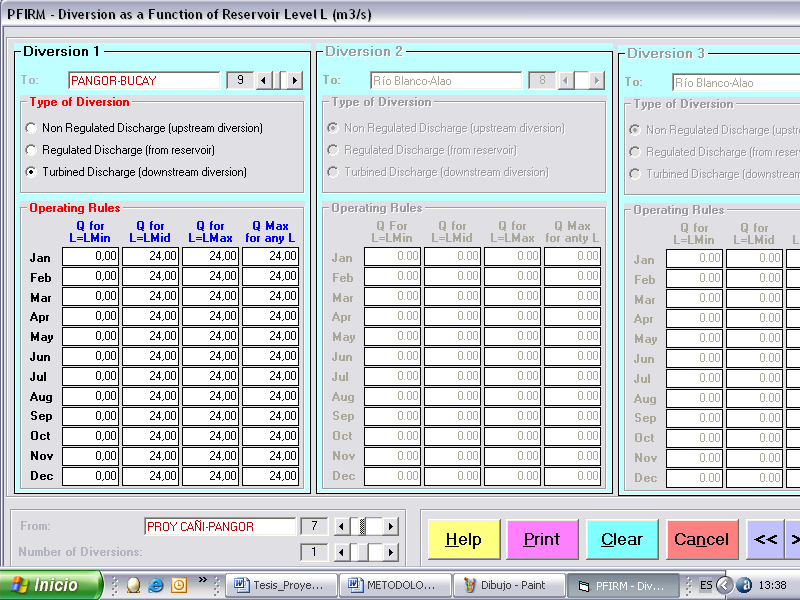 PFIRM - Diversion as a Function of Reservoir Level L (m3/s)
Diversion 1
To: PANGOR-BUCAY 9
Type of Diversion
Non Regulated Discharge (upstream diversion)
Regulated Discharge (from reservoir)
Turbined Discharge (downstream diversion)
Operating Rules
Q for Q for Q for Q Max
L=LMin L=LMid L=LMax for any L
Jan 0,00 24,00 24,00 24,00
Feb 0,00 24,00 24,00 24,00
Mar 0,00 24,00 24,00 24,00
Apr 0,00 24,00 24,00 24,00
May 0,00 24,00 24,00 24,00
Jun 0,00 24,00 24,00 24,00
Jul 0,00 24,00 24,00 24,00
Aug 0,00 24,00 24,00 24,00
Sep 0,00 24,00 24,00 24,00
Oct 0,00 24,00 24,00 24,00
Nov 0,00 24,00 24,00 24,00
Dec 0,00 24,00 24,00 24,00
Diversion 2
To: Río Blanco-Alao 8
Type of Diversion
Non Regulated Discharge (upstream diversion)
Regulated Discharge (from reservoir)
Turbined Discharge (downstream diversion)
Operating Rules
Q For Q for Q for Q Max
L=LMin L=LMid L=LMax for anty L
Jan 0.00 0.00 0.00 0.00
Feb 0.00 0.00 0.00 0.00
Mar 0.00 0.00 0.00 0.00
Apr 0.00 0.00 0.00 0.00
May 0.00 0.00 0.00 0.00
Jun 0.00 0.00 0.00 0.00
Jul 0.00 0.00 0.00 0.00
Aug 0.00 0.00 0.00 0.00
Sep 0.00 0.00 0.00 0.00
Oct 0.00 0.00 0.00 0.00
Nov 0.00 0.00 0.00 0.00
Dec 0.00 0.00 0.00 0.00
Diversion 3
To: Río Blanco-Alao
Type of Diversion
Non Regulated Discharge (upstr
Regulated Discharge (from reser
Turbined Discharge (downstream
Operating Rules
Q for Q for
L=LMin L=LMid L
Jan 0.00 0.00
Feb 0.00 0.00
Mar 0.00 0.00
Apr 0.00 0.00
May 0.00 0.00
Jun 0.00 0.00
Jul 0.00 0.00
Aug 0.00 0.00
Sep 0.00 0.00
Oct 0.00 0.00
Nov 0.00 0.00
Dec 0.00 0.00
From: PROY CAÑI-PANGOR 7
Number of Diversions: 1
Help Print Clear Cancel << >
Inicio » Tesis_Proye... METODOLO... Dibujo - Paint PFIRM - Div... ES 13:38